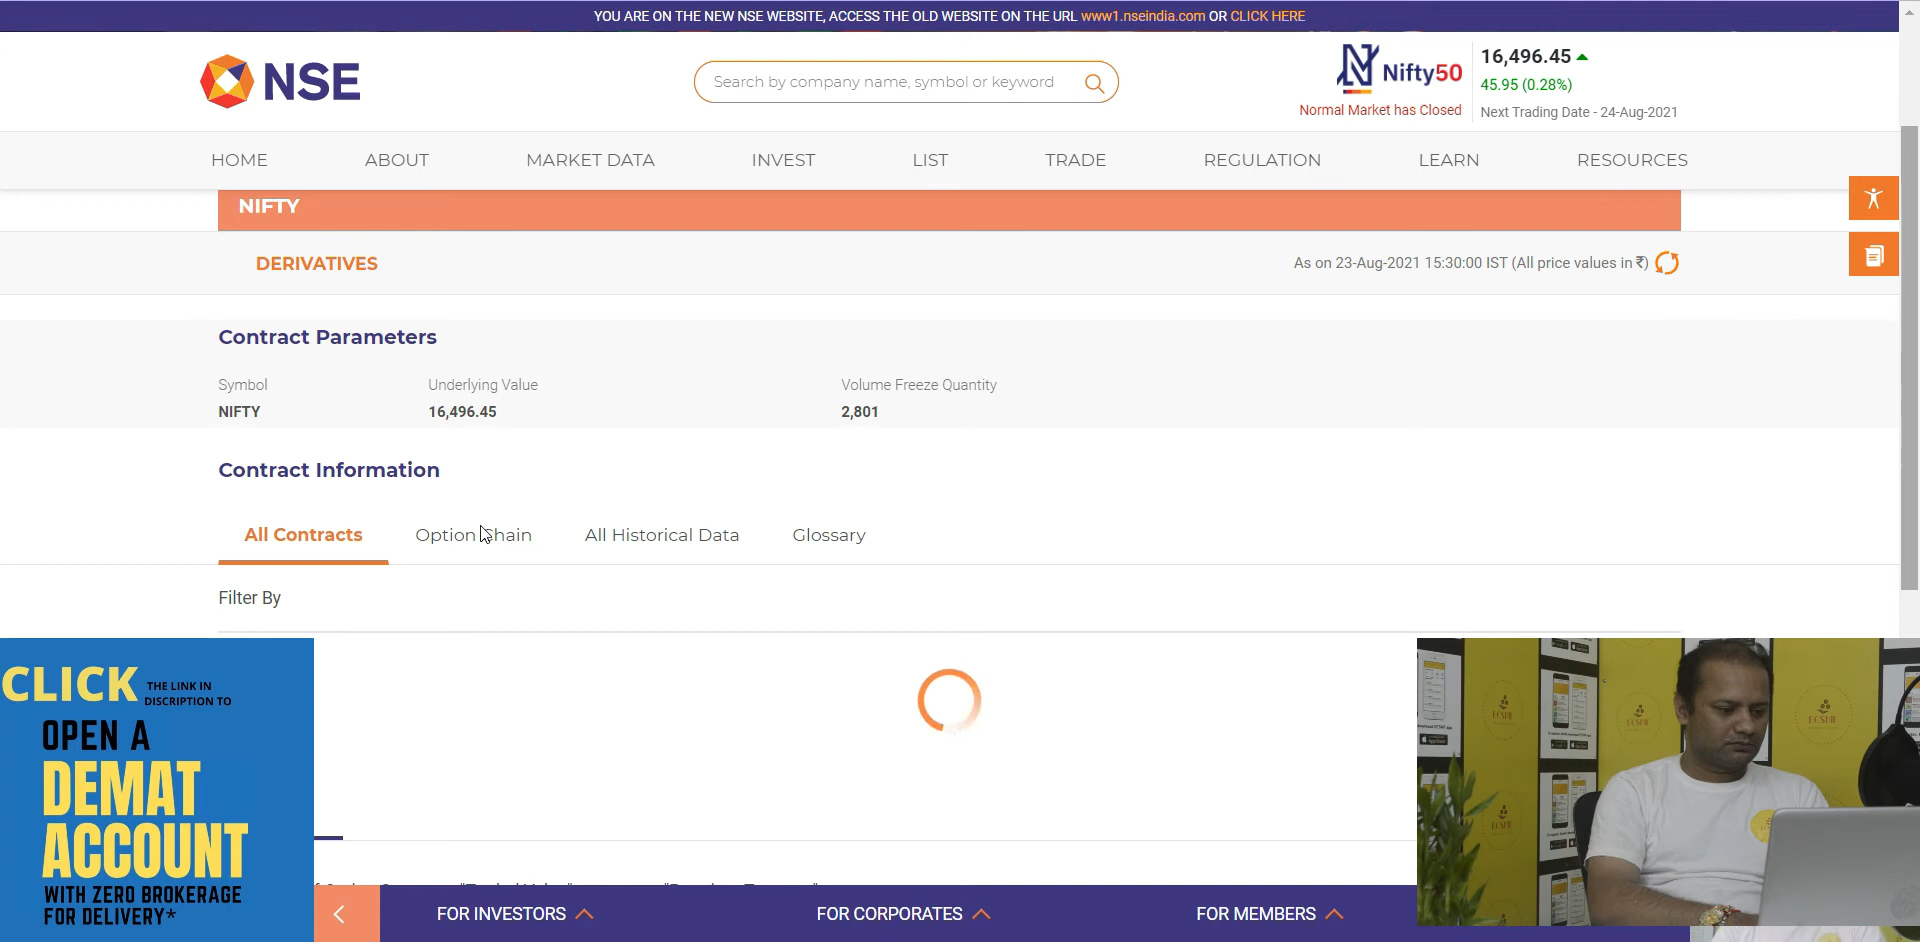 YOU ARE ON THE NEW NSE WEBSITE, ACCESS THE OLD WEBSITE ON THE URL www1.nseindia.com OR CLICK HERE
NSE
Search by company name, symbol or keyword
Nifty50
16,496.45
45.95 (0.28%)
Normal Market has Closed
Next Trading Date - 24-Aug-2021
HOME ABOUT MARKET DATA INVEST LIST TRADE REGULATION LEARN RESOURCES
NIFTY
DERIVATIVES
As on 23-Aug-2021 15:30:00 IST (All price values in ₹)
Contract Parameters
Symbol Underlying Value Volume Freeze Quantity
NIFTY 16,496.45 2,801
Contract Information
All Contracts Option Chain All Historical Data Glossary
Filter By
CLICK THE LINK IN
DISCRIPTION TO
OPEN A
DEMAT
ACCOUNT
WITH ZERO BROKERAGE
FOR DELIVERY*
FOR INVESTORS FOR CORPORATES FOR MEMBERS